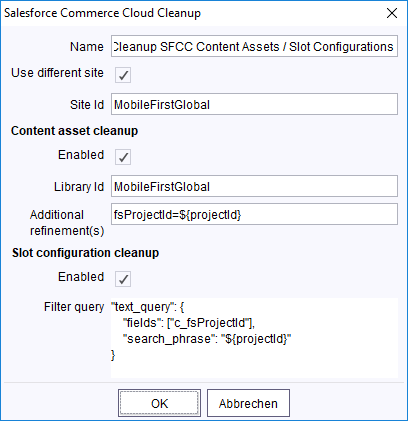 Salesforce Commerce Cloud Cleanup
Name Cleanup SFCC Content Assets / Slot Configurations
Use different site
Site Id MobileFirstGlobal
Content asset cleanup
Enabled
Library Id MobileFirstGlobal
Additional
refinement(s) fsProjectId=${projectId}
Slot configuration cleanup
Enabled
Filter query "text_query": {
"fields": ["c_fsProjectId"],
"search_phrase": "${projectId}"
}
OK Abbrechen